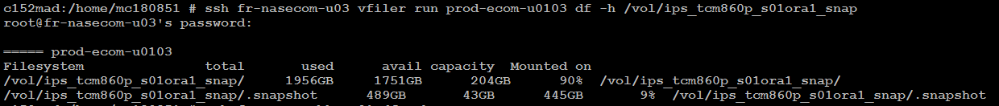 c152mad:/home/mc180851 # ssh fr-nasecom-u03 vfiler run prod-ecom-u0103 df -h /vol/ips_tcm860p_s01ora1_snap
root@fr-nasecom-u03's password:
===== prod-ecom-u0103
Filesystem total used avail capacity Mounted on
/vol/ips_tcm860p_s01ora1_snap/ 1956GB 1751GB 204GB 90% /vol/ips_tcm860p_s01ora1_snap/
/vol/ips_tcm860p_s01ora1_snap/.snapshot 489GB 43GB 445GB 9% /vol/ips_tcm860p_s01ora1_snap/.snapshot